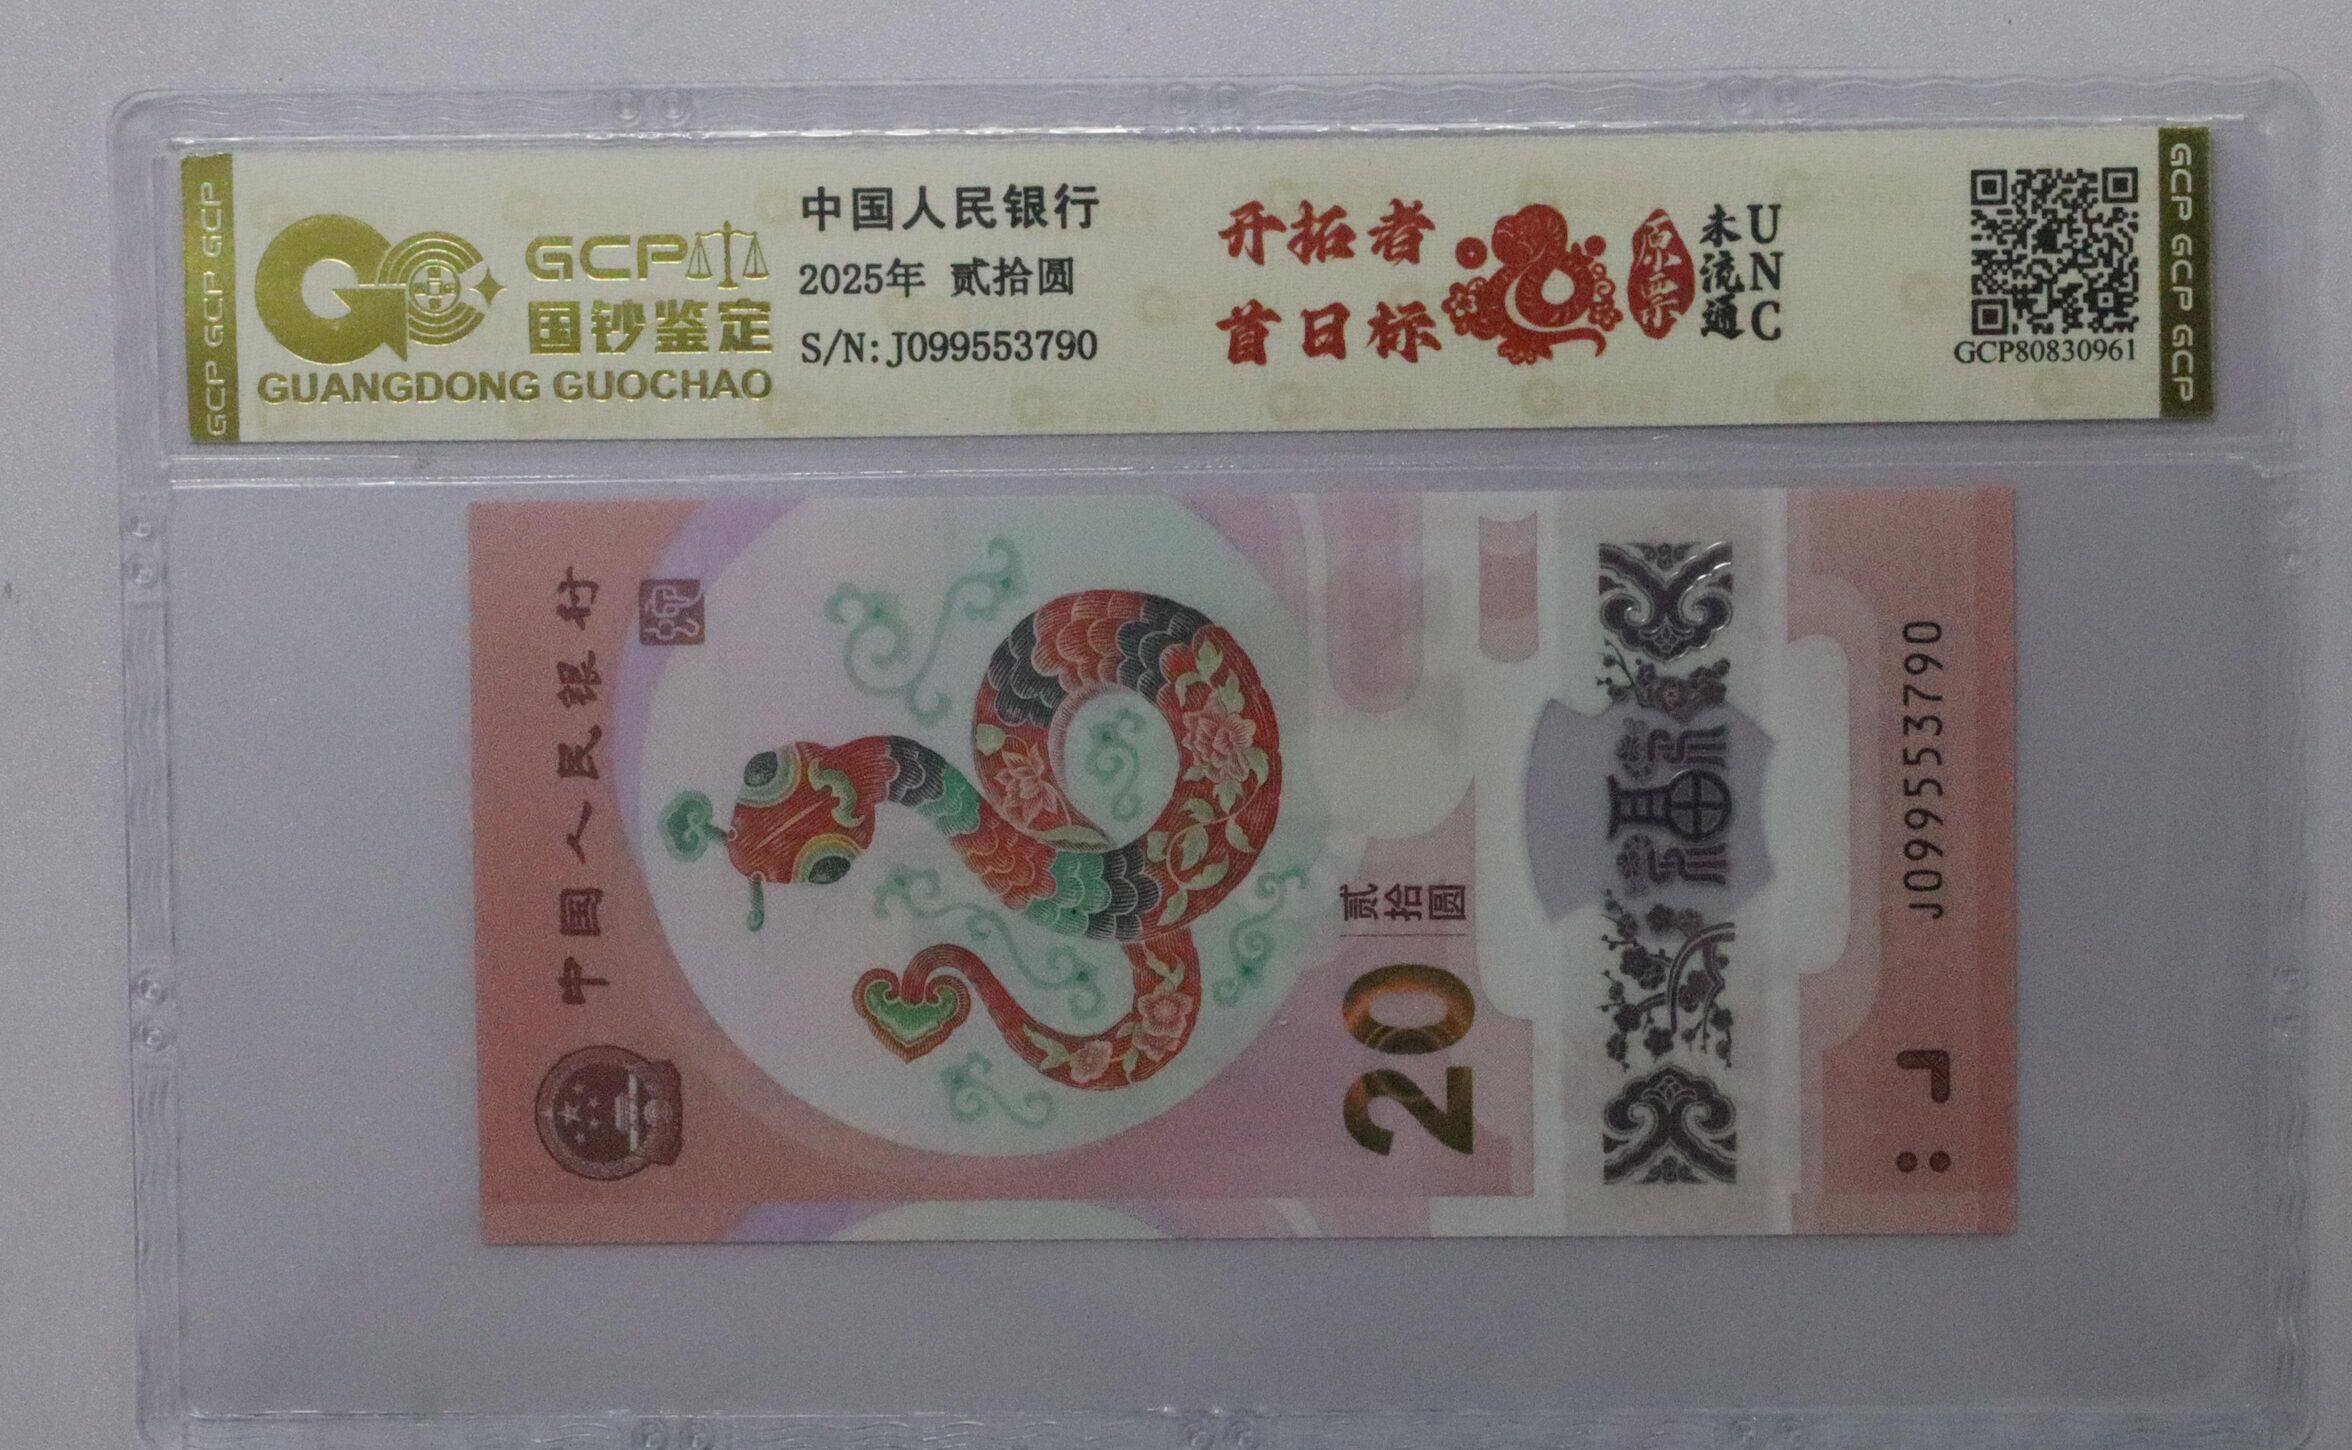 GCP GCP GCP
GCP
国钞鉴定
GUANGDONG GUOCHAO
中国人民银行
2025年 贰拾圆
S/N: J099553790
开拓者
首日标
原票
未流通
UNC
GCP80830961
GCP GCP GCP
中国人民银行
贰拾圆
20
福
J099553790